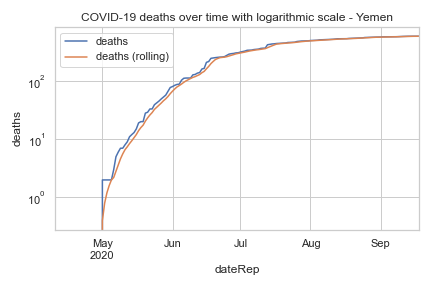 COVID-19 deaths over time with logarithmic scale - Yemen
deaths
deaths (rolling)
deaths
10²
10¹
10⁰
May Jun Jul Aug Sep
2020
dateRep